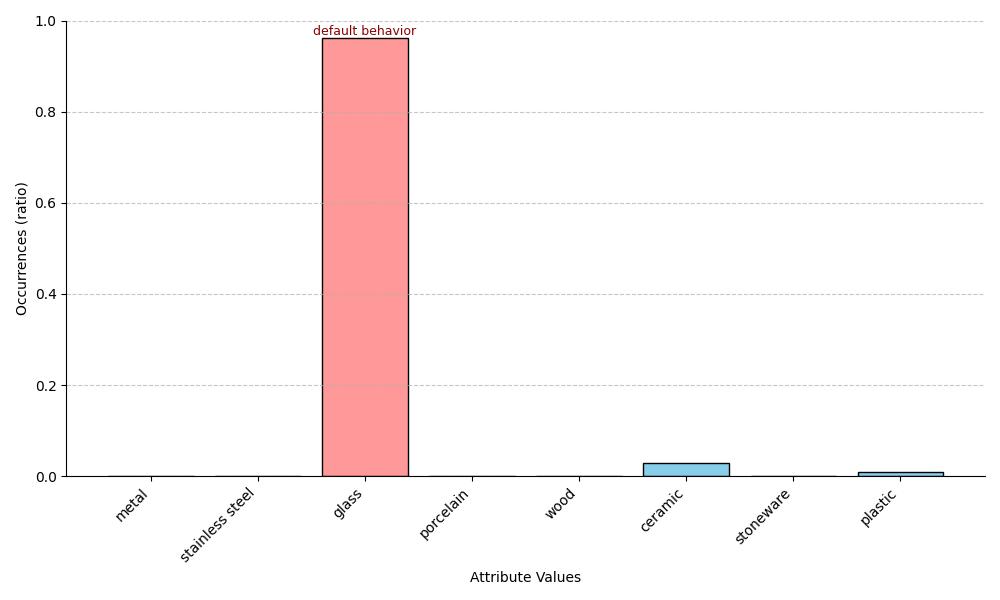 default behavior
1.0
0.8
0.6
0.4
0.2
0.0
Occurrences (ratio)
metal
stainless steel
glass
porcelain
wood
ceramic
stoneware
plastic
Attribute Values